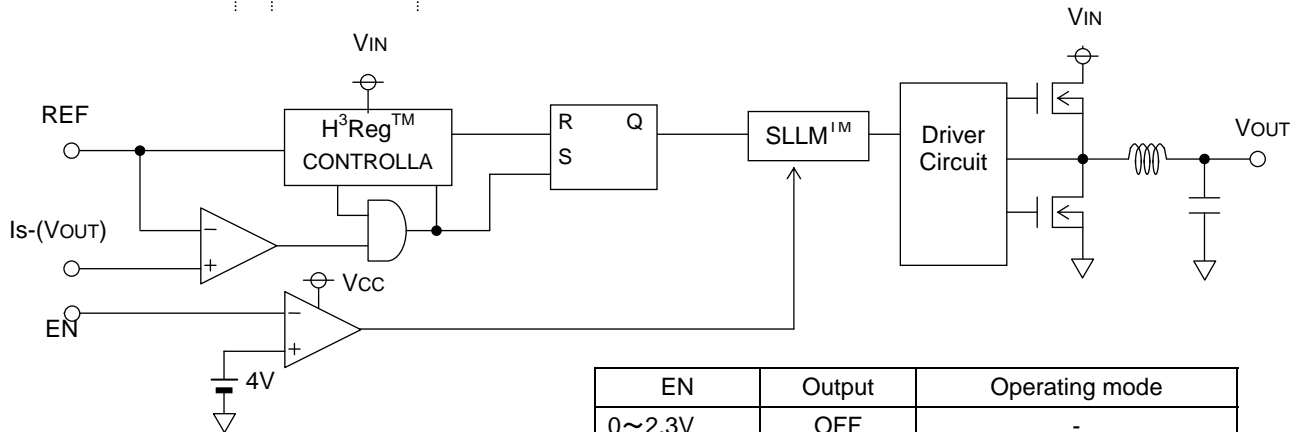 VIN
VIN
REF
H³Reg™
CONTROLLA
R Q
S
SLLM™
Driver
Circuit
VOUT
Is-(VOUT)
VCC
EN
4V
EN Output Operating mode
0～2.3V OFF -